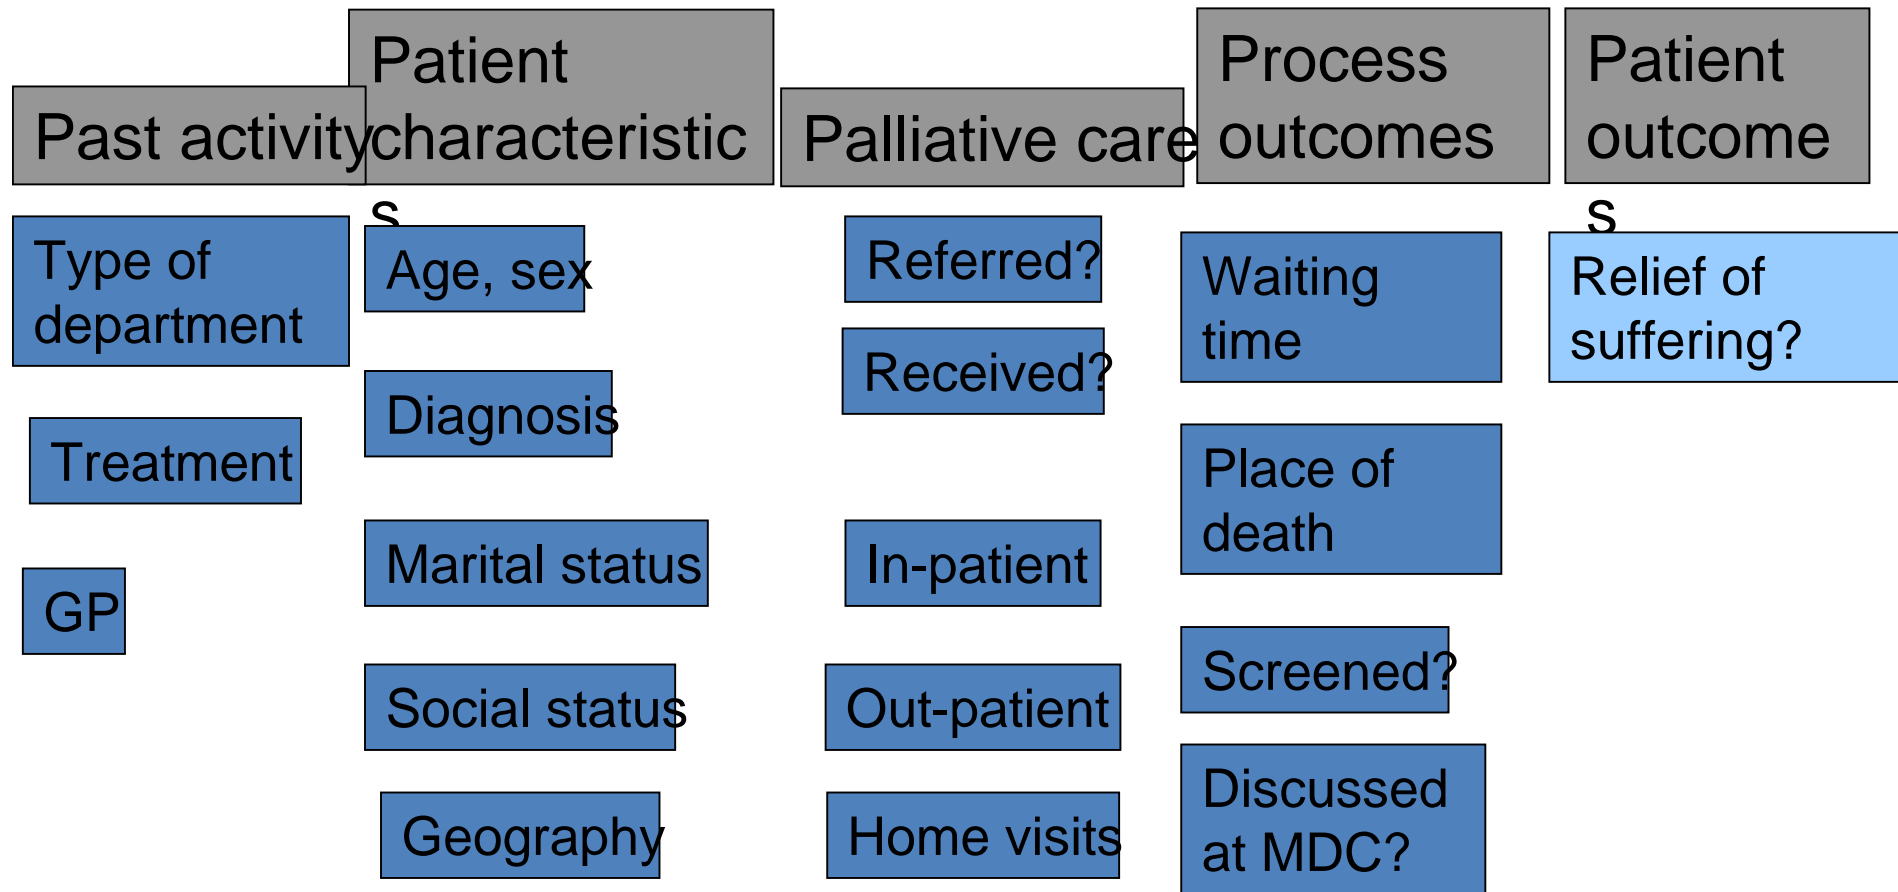 Past activity
Patient
characteristic
s
Palliative care
Process
outcomes
Patient
outcome
s
Type of
department
Treatment
GP
Age, sex
Diagnosis
Marital status
Social status
Geography
Referred?
Received?
In-patient
Out-patient
Home visits
Waiting
time
Place of
death
Screened?
Discussed
at MDC?
Relief of
suffering?